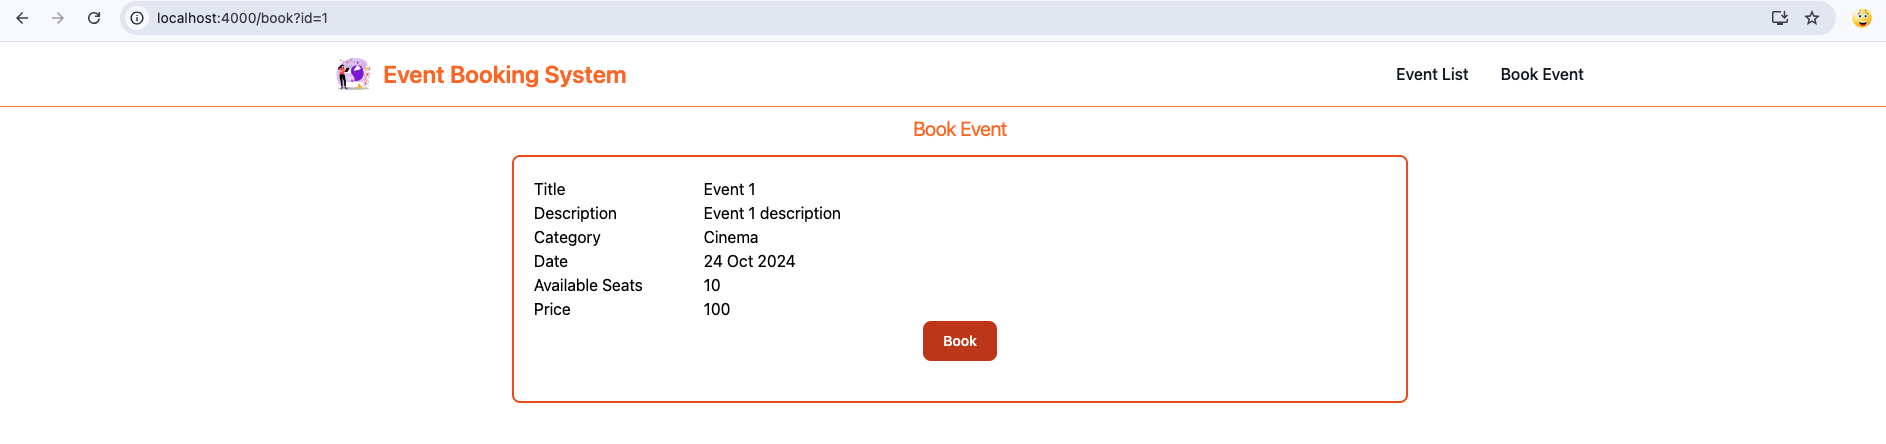 localhost:4000/book?id=1
Event Booking System Event List Book Event
Book Event
Title Event 1
Description Event 1 description
Category Cinema
Date 24 Oct 2024
Available Seats 10
Price 100
Book